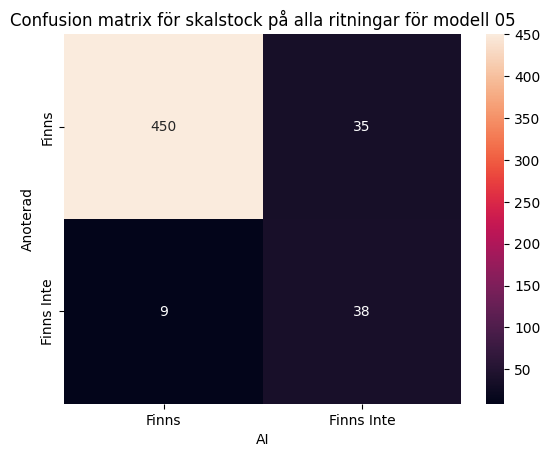 Confusion matrix för skalstock på alla ritningar för modell 05
Anoterad
Finns
450
35
Finns Inte
9
38
Finns
Finns Inte
AI
450
400
350
300
250
200
150
100
50